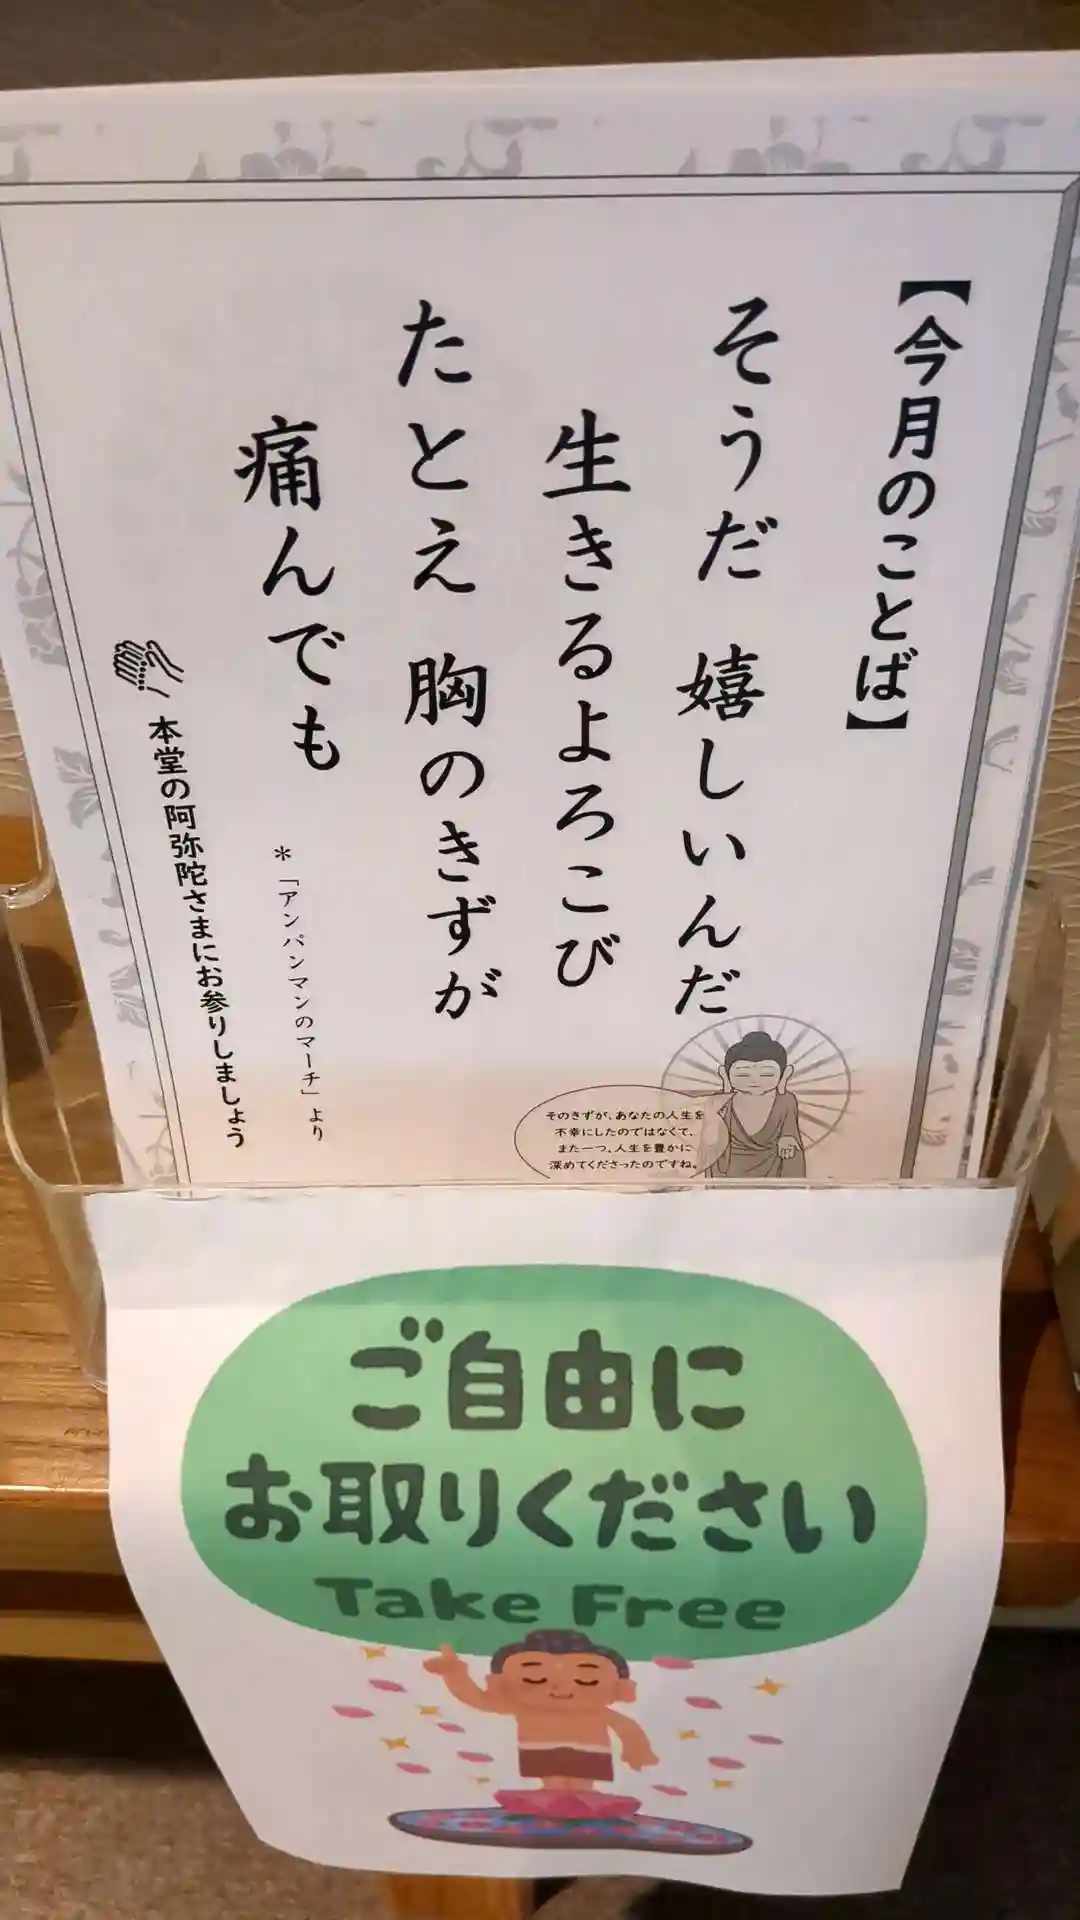 【今月のことば】
そうだ 嬉しいんだ
生きるよろこび
たとえ 胸のきずが
痛んでも
＊「アンパンマンのマーチ」より
本堂の阿弥陀さまにお参りしましょう
そのきずが、あなたの人生を
不幸にしたのではなくて、
また一つ、人生を豊かに
深めてくださったのですね。
ご自由に
お取りください
Take Free